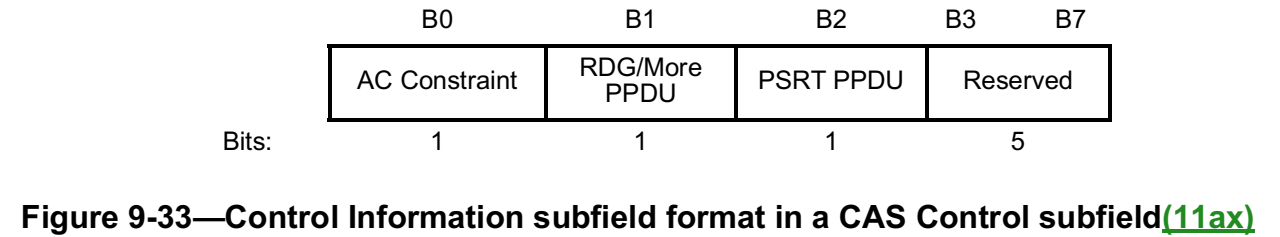 B0 B1 B2 B3 B7
AC Constraint RDG/More PPDU PSRT PPDU Reserved
Bits: 1 1 1 5
Figure 9-33—Control Information subfield format in a CAS Control subfield(11ax)